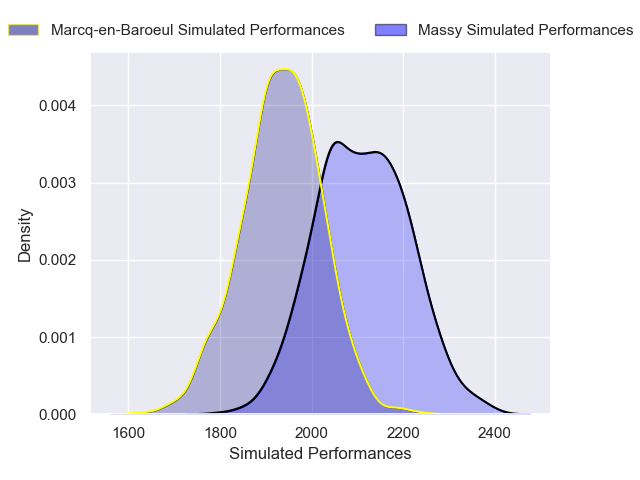 Marcq-en-Baroeul Simulated Performances Massy Simulated Performances
0.004
0.003
0.002
0.001
0.000
Density
1600 1800 2000 2200 2400
Simulated Performances